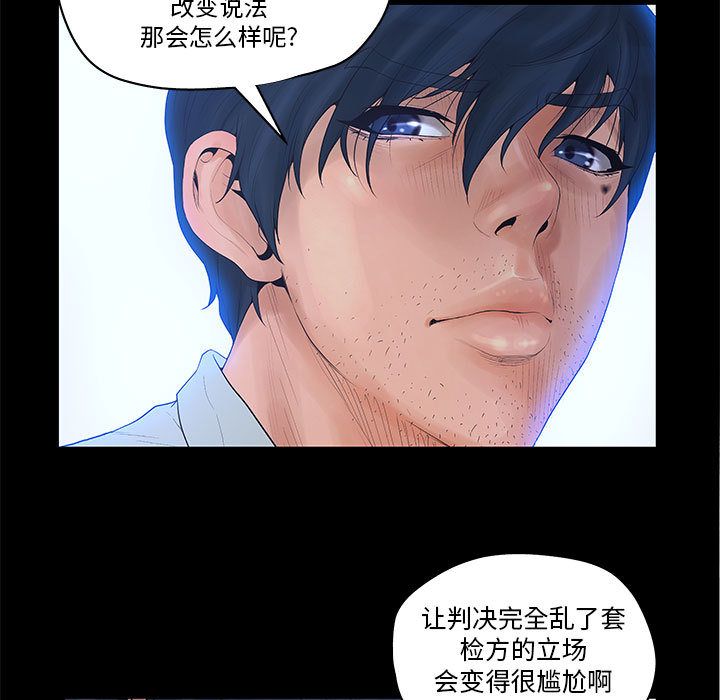 改变说法
那会怎么样呢?
让判决完全乱了套
检方的立场
会变得很尴尬啊